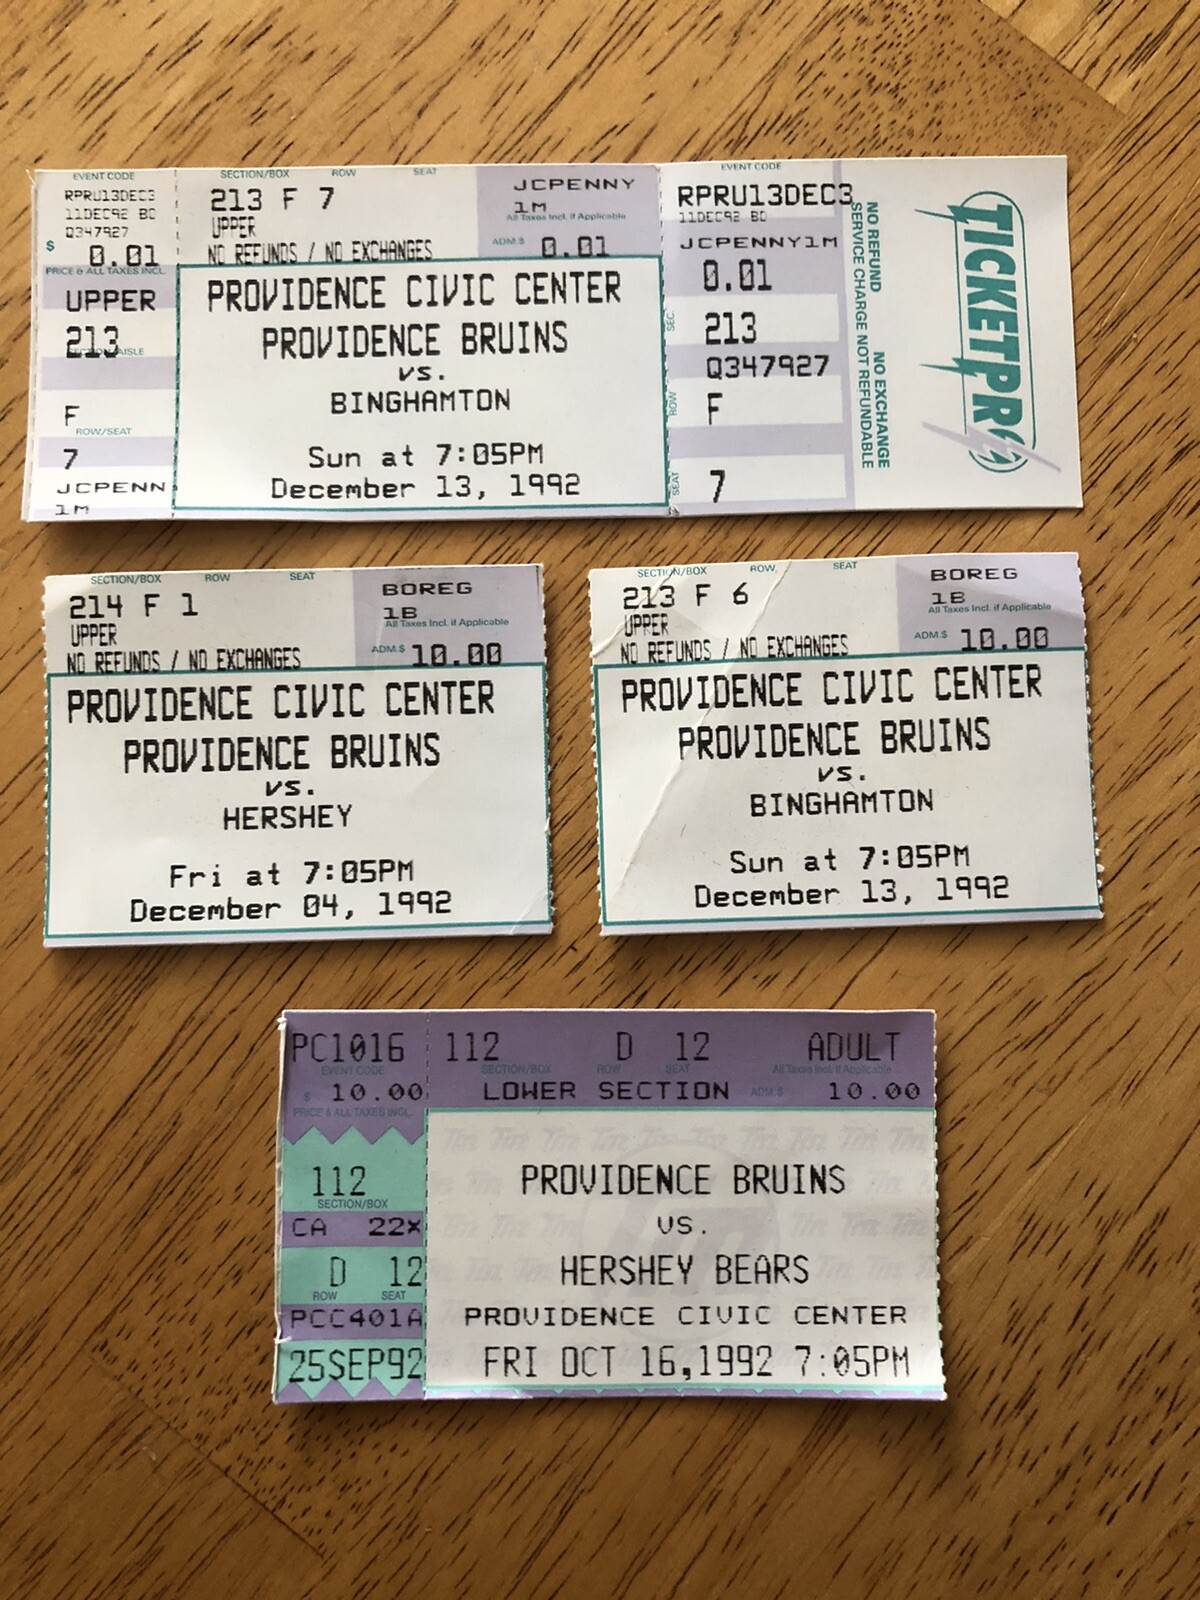 EVENT CODE
RPRU13DEC3
11DEC92 BO
Q347927
$ 0.01
PRICE & ALL TAXES INCL.
UPPER
213
SECTION/AISLE
F
ROW/SEAT
7
JCPENN
1M
SECTION/BOX ROW SEAT
213 F 7
UPPER
NO REFUNDS / NO EXCHANGES
JCPENNY
1M
All Taxes Incl. if Applicable
ADM.$ 0.01
PROVIDENCE CIVIC CENTER
PROVIDENCE BRUINS
VS.
BINGHAMTON
Sun at 7:05PM
December 13, 1992
EVENT CODE
RPRU13DEC3
11DEC92 BO
JCPENNY1M
0.01
SEC.
213
Q347927
ROW
F
SEAT
7
NO REFUND NO EXCHANGE
SERVICE CHARGE NOT REFUNDABLE
TICKETPRO
SECTION/BOX ROW SEAT
214 F 1
UPPER
NO REFUNDS / NO EXCHANGES
BOREG
1B
All Taxes Incl. if Applicable
ADM.$ 10.00
PROVIDENCE CIVIC CENTER
PROVIDENCE BRUINS
VS.
HERSHEY
Fri at 7:05PM
December 04, 1992
SECTION/BOX ROW SEAT
213 F 6
UPPER
NO REFUNDS / NO EXCHANGES
BOREG
1B
All Taxes Incl. if Applicable
ADM.$ 10.00
PROVIDENCE CIVIC CENTER
PROVIDENCE BRUINS
VS.
BINGHAMTON
Sun at 7:05PM
December 13, 1992
PC1016
EVENT CODE
$ 10.00
PRICE & ALL TAXES INCL.
112
SECTION/BOX
CA 22X
D 12
ROW SEAT
PCC401A
25SEP92
112 D 12 ADULT
SECTION/BOX ROW SEAT All Taxes Incl. if Applicable
LOWER SECTION ADM.$ 10.00
PROVIDENCE BRUINS
VS.
HERSHEY BEARS
PROVIDENCE CIVIC CENTER
FRI OCT 16,1992 7:05PM